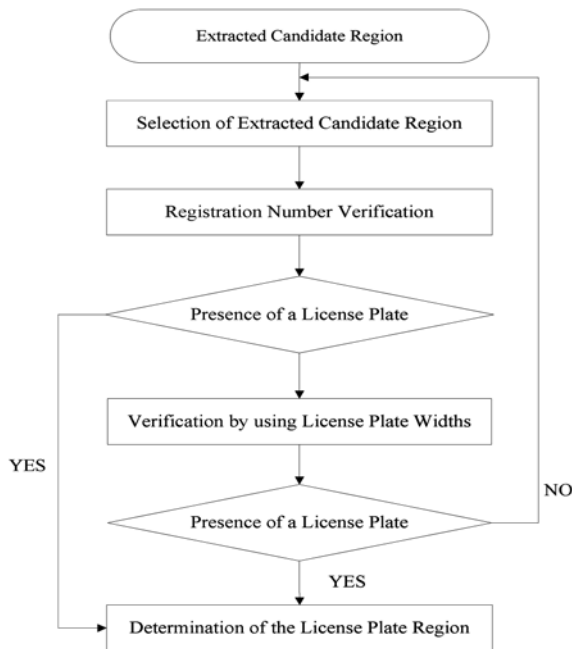 Extracted Candidate Region
Selection of Extracted Candidate Region
Registration Number Verification
Presence of a License Plate
Verification by using License Plate Widths
YES
NO
Presence of a License Plate
YES
Determination of the License Plate Region